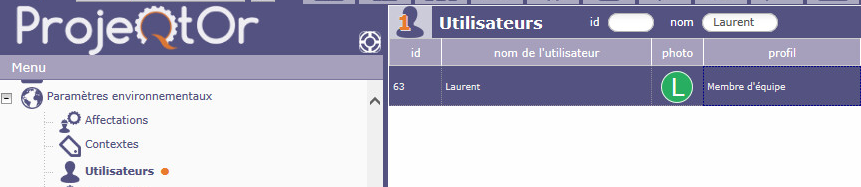 ProjeQtOr
Menu
Paramètres environnementaux
Affectations
Contextes
Utilisateurs
1 Utilisateurs id nom Laurent
id nom de l'utilisateur photo profil
63 Laurent L Membre d'équipe